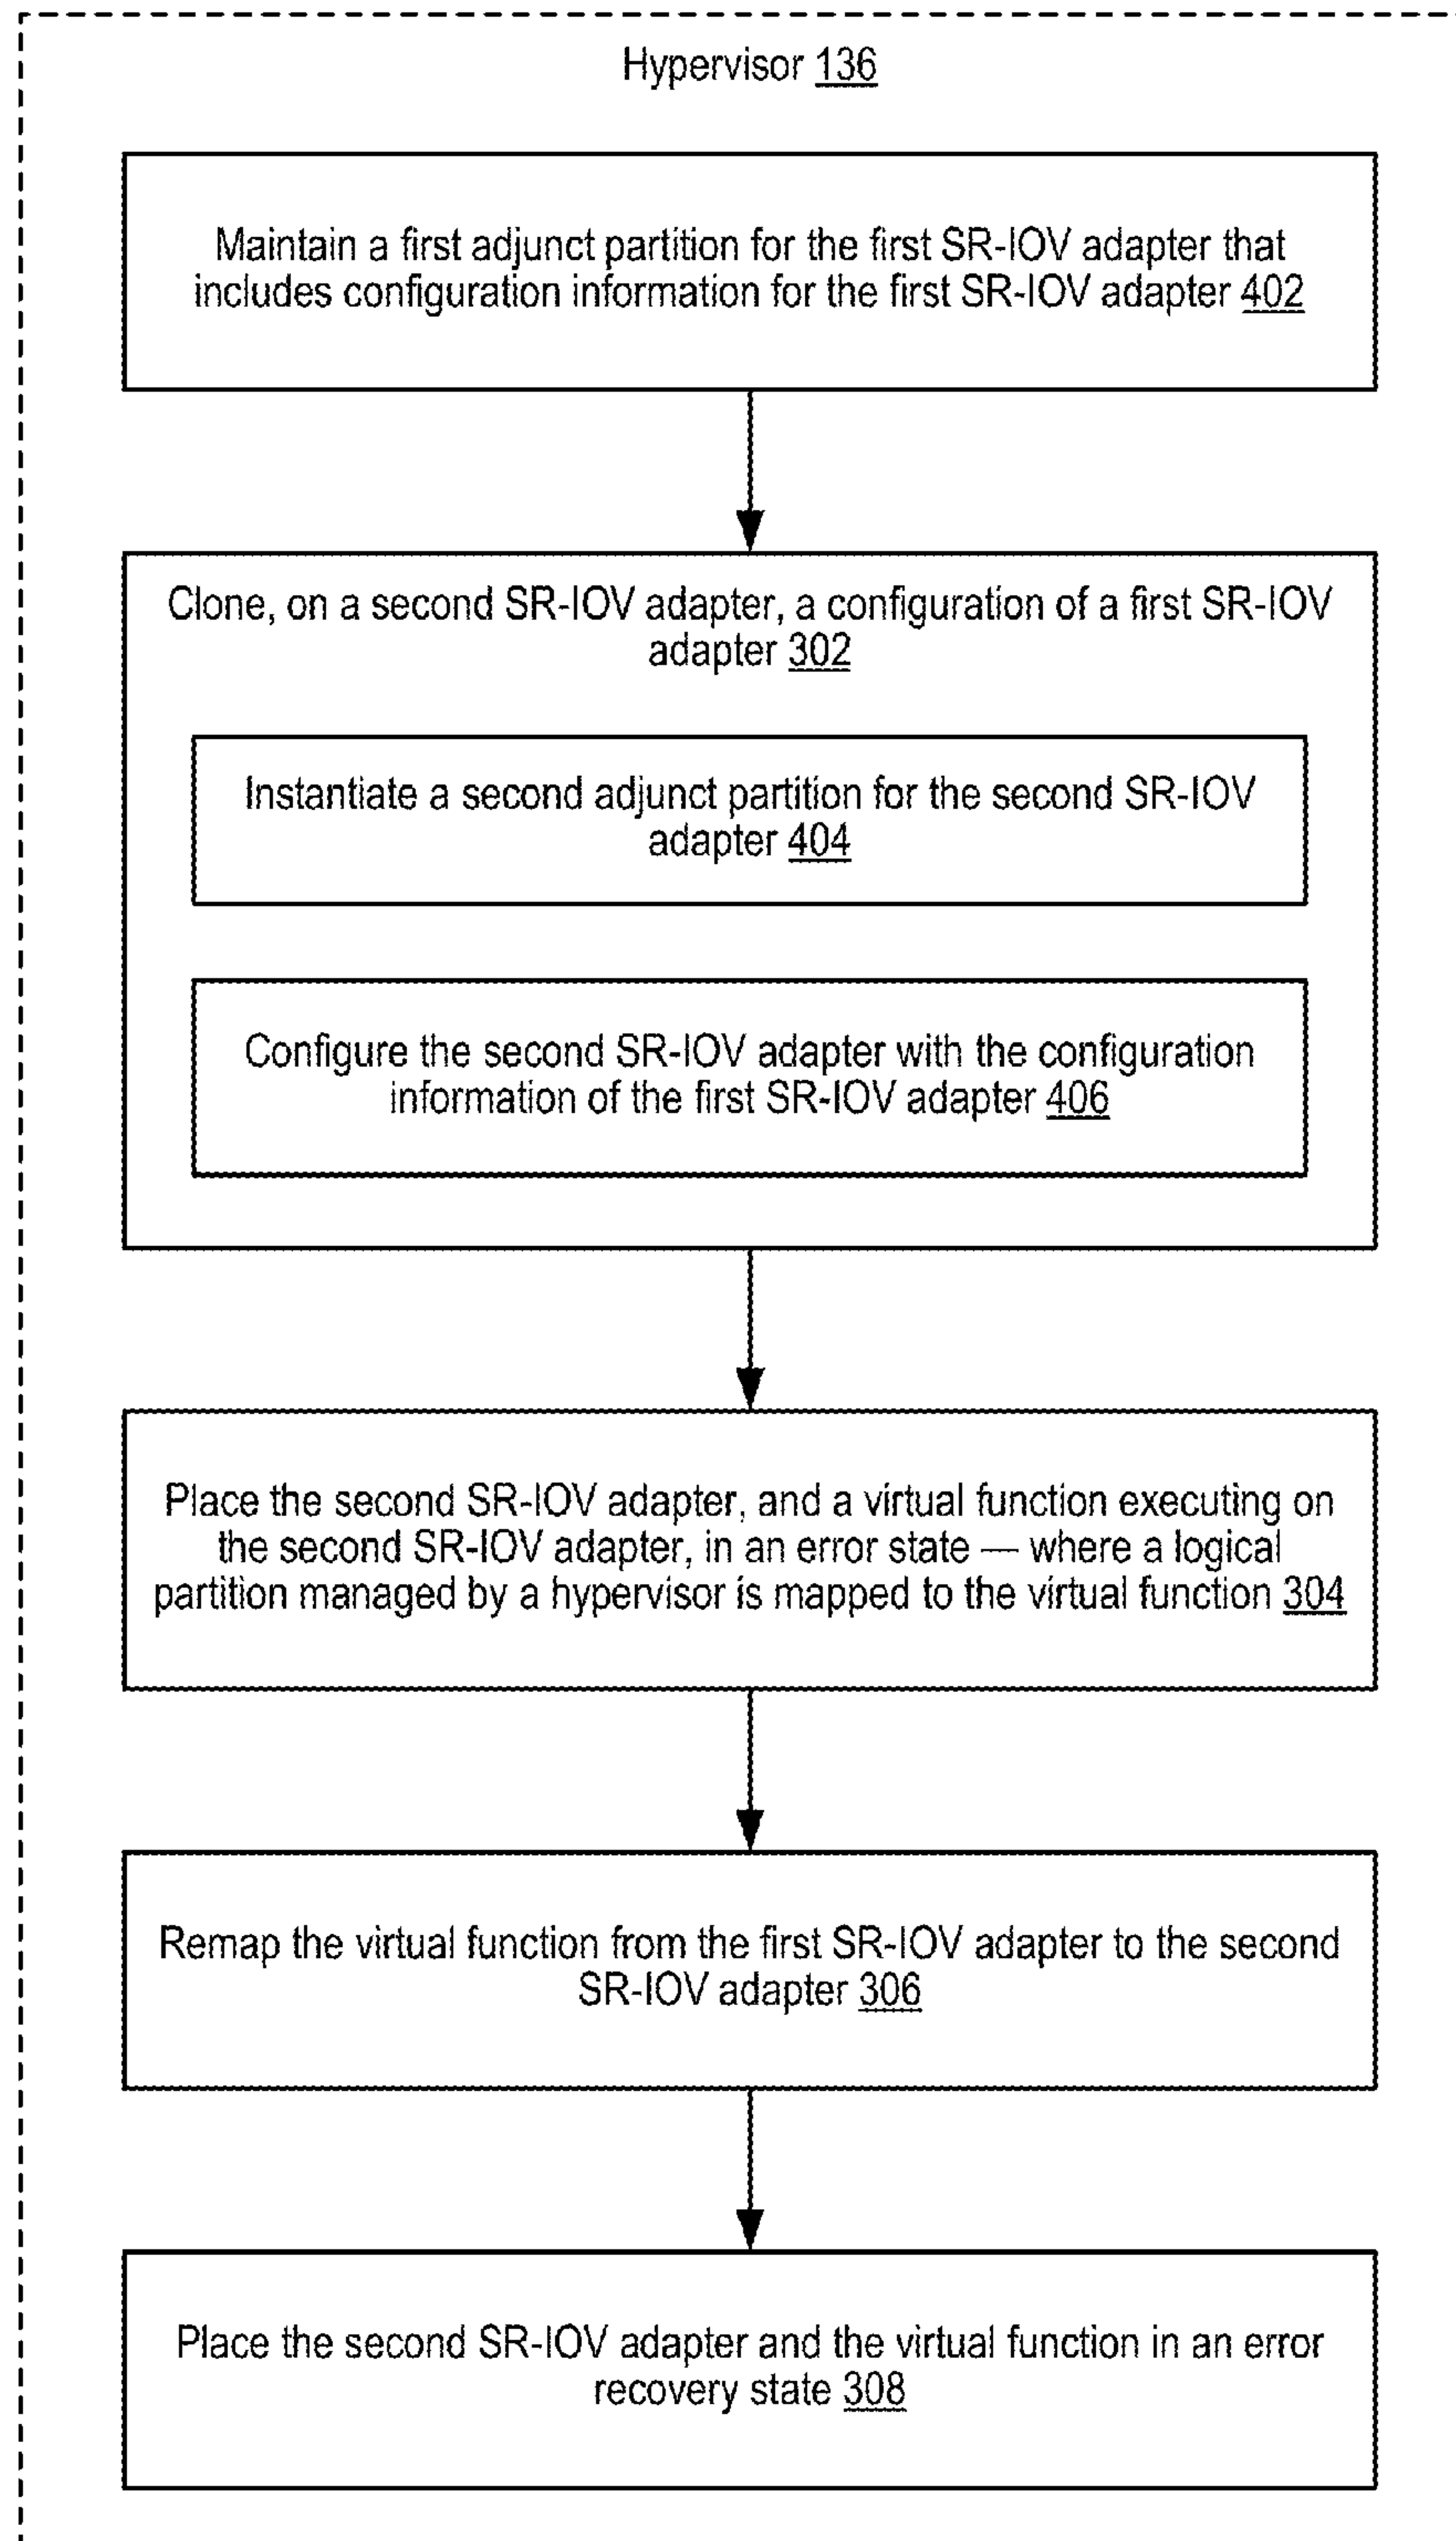 Hypervisor 136
Maintain a first adjunct partition for the first SR-IOV adapter that
includes configuration information for the first SR-IOV adapter 402
Clone, on a second SR-IOV adapter, a configuration of a first SR-IOV
adapter 302
Instantiate a second adjunct partition for the second SR-IOV
adapter 404
Configure the second SR-IOV adapter with the configuration
information of the first SR-IOV adapter 406
Place the second SR-IOV adapter, and a virtual function executing on
the second SR-IOV adapter, in an error state — where a logical
partition managed by a hypervisor is mapped to the virtual function 304
Remap the virtual function from the first SR-IOV adapter to the second
SR-IOV adapter 306
Place the second SR-IOV adapter and the virtual function in an error
recovery state 308